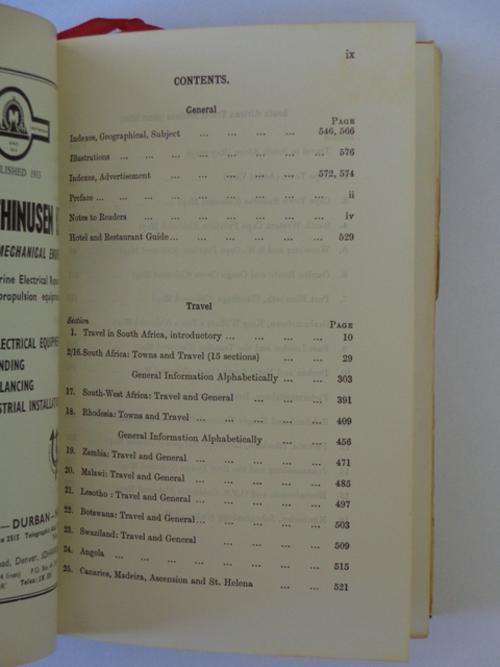 LISHED 1915
HINUSEN
MECHANICAL ENG
rine Electrical Repa
propulsion equipm
LECTRICAL EQUIPM
NDING
LANCING
STRIAL INSTALLAT
— DURBAN —
ix
CONTENTS.
General
PAGE
Indexes, Geographical, Subject ... ... ... 546, 566
Illustrations ... ... ... ... ... ... 576
Indexes, Advertisement ... ... ... ... 572, 574
Preface ... ... ... ... ... ... ... ii
Notes to Readers ... ... ... ... ... iv
Hotel and Restaurant Guide ... ... ... ... 529
Travel
Section PAGE
1. Travel in South Africa, introductory ... ... ... 10
2/16. South Africa: Towns and Travel (15 sections) ... ... 29
General Information Alphabetically ... ... 303
17. South-West Africa: Travel and General ... ... 391
18. Rhodesia: Towns and Travel ... ... ... ... 409
General Information Alphabetically ... ... 456
19. Zambia: Travel and General ... ... ... ... 471
20. Malawi: Travel and General ... ... ... ... 485
21. Lesotho: Travel and General ... ... ... ... 497
22. Botswana: Travel and General ... ... ... ... 503
23. Swaziland: Travel and General ... ... ... 509
24. Angola ... ... ... ... ... ... ... 515
25. Canaries, Madeira, Ascension and St. Helena ... ... 521